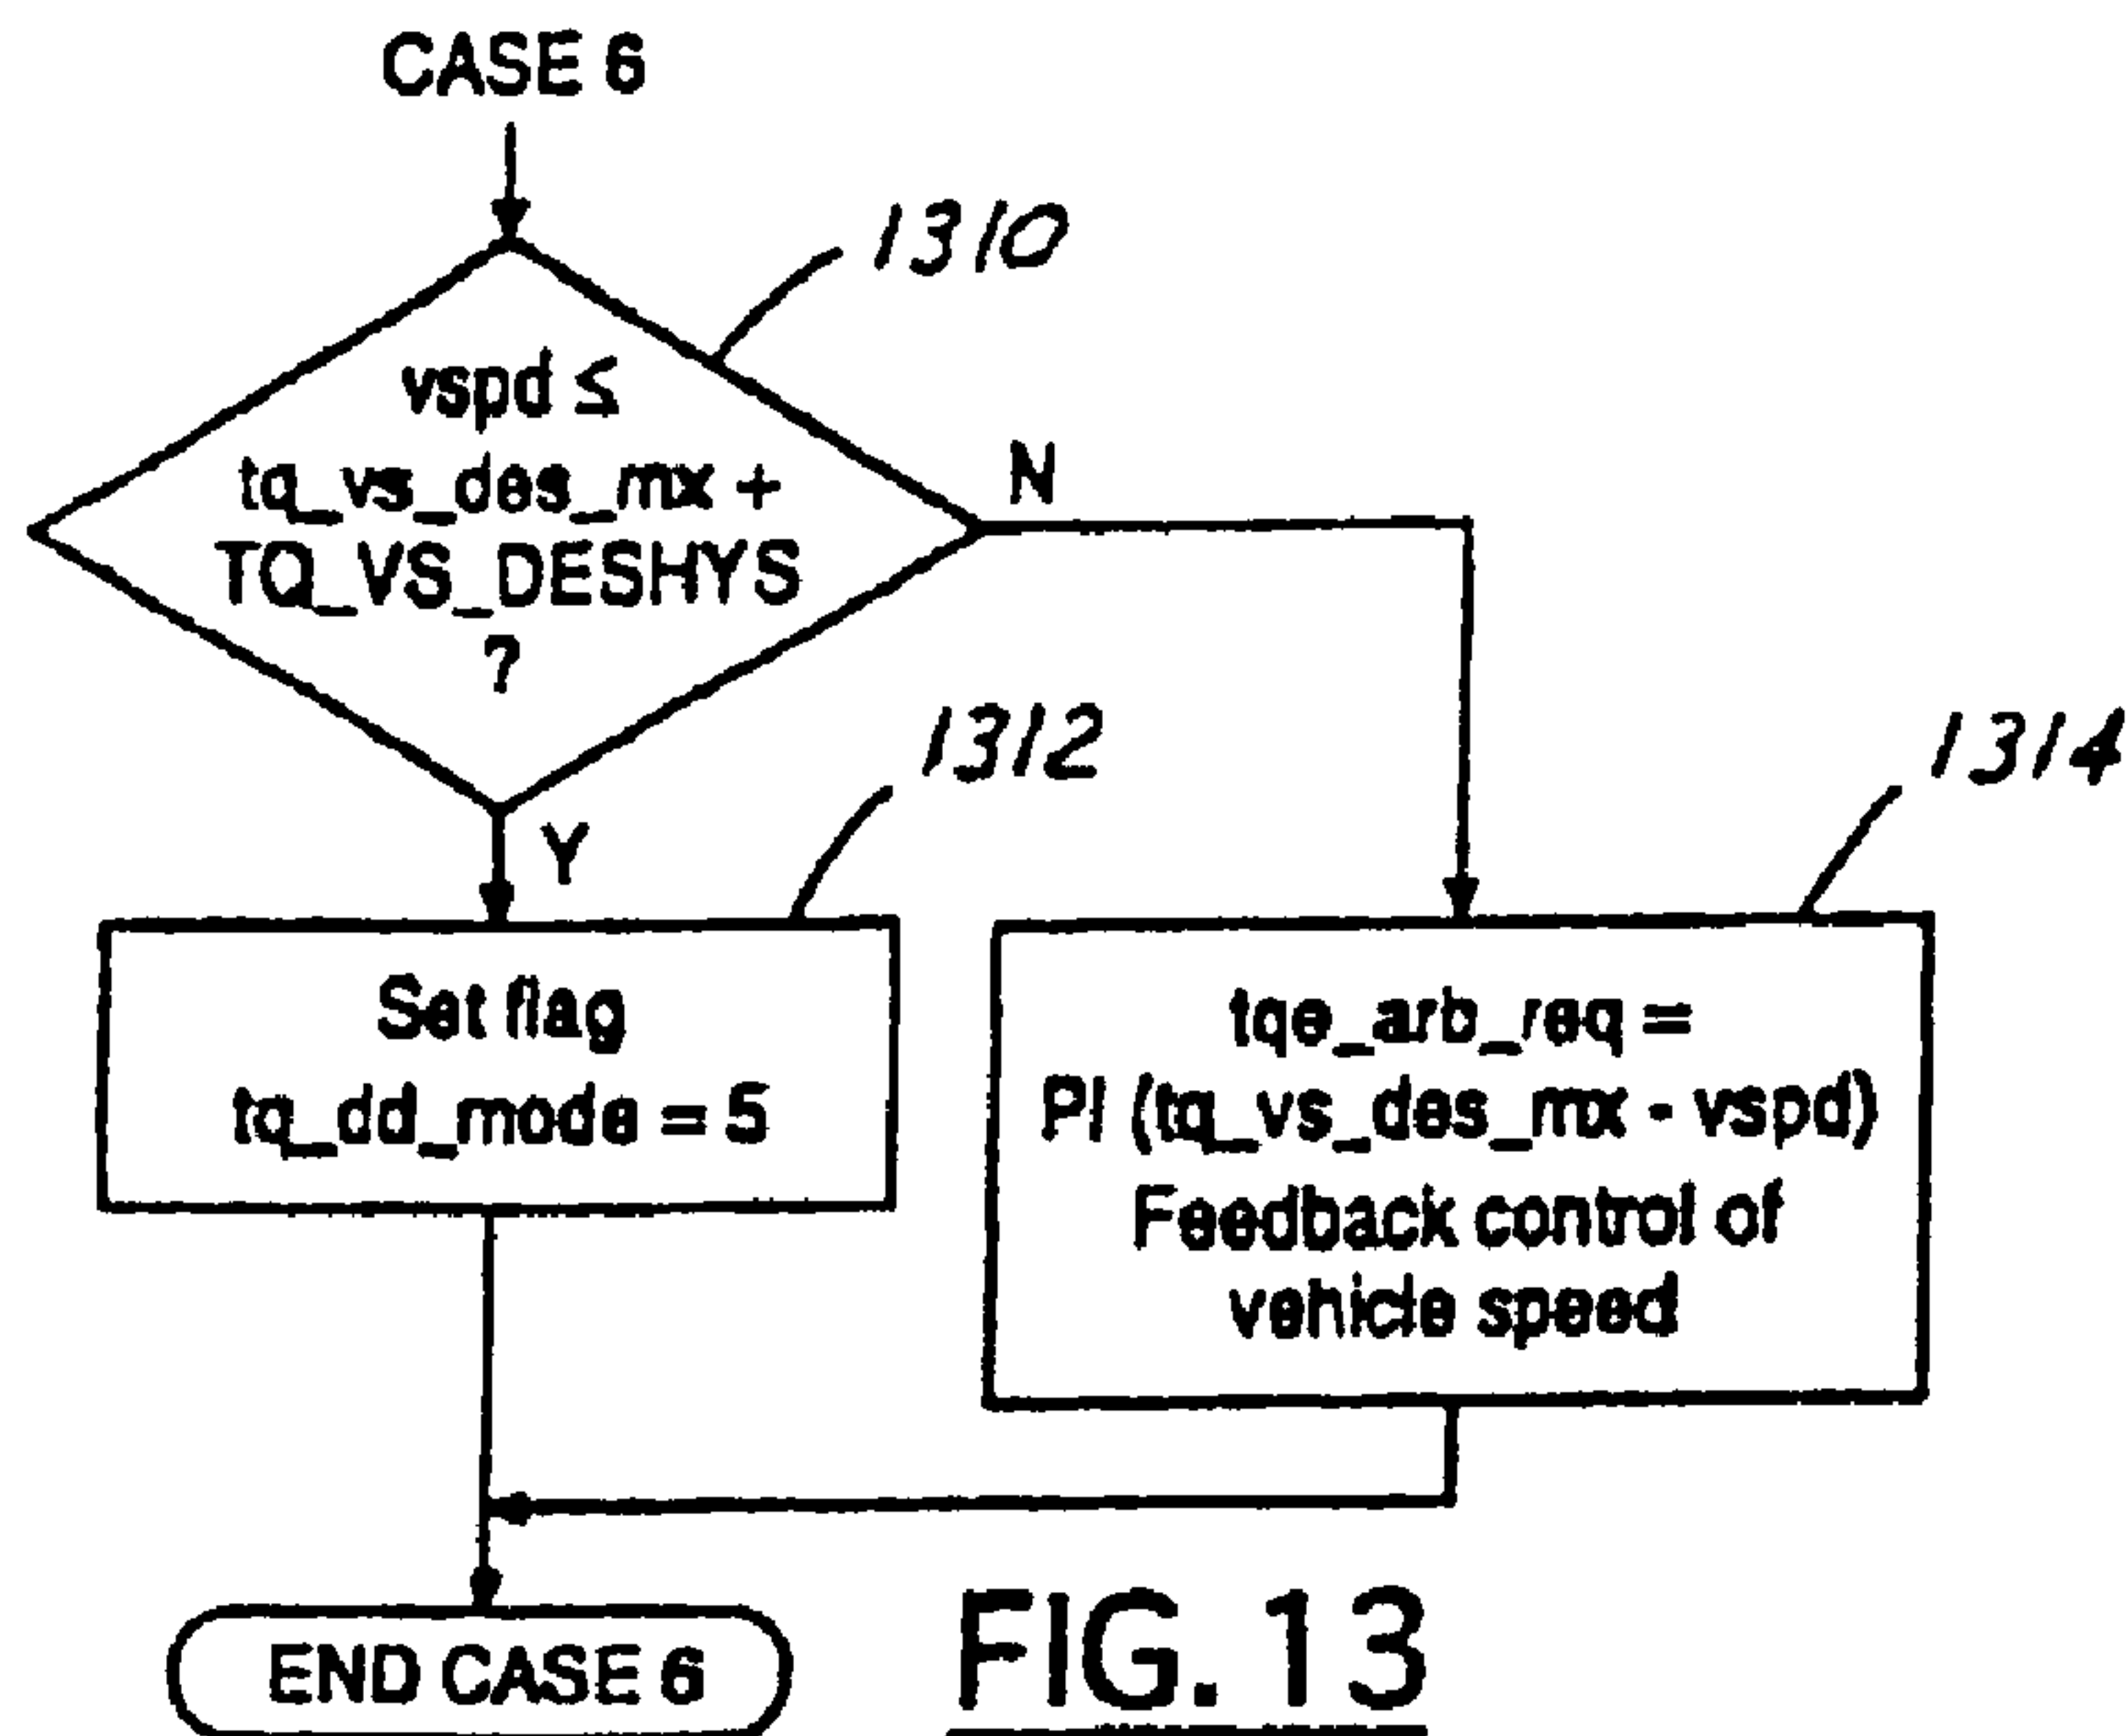 CASE 6
1310
vspd ≤
tq_vs_des_mx +
TQ_VS_DESHYS
?
N
Y
1312
1314
Set flag
tq_dd_mode = 5
tqe_arb_req =
PI (tq_vs_des_mx - vspd)
Feedback control of
vehicle speed
END CASE 6
FIG. 13